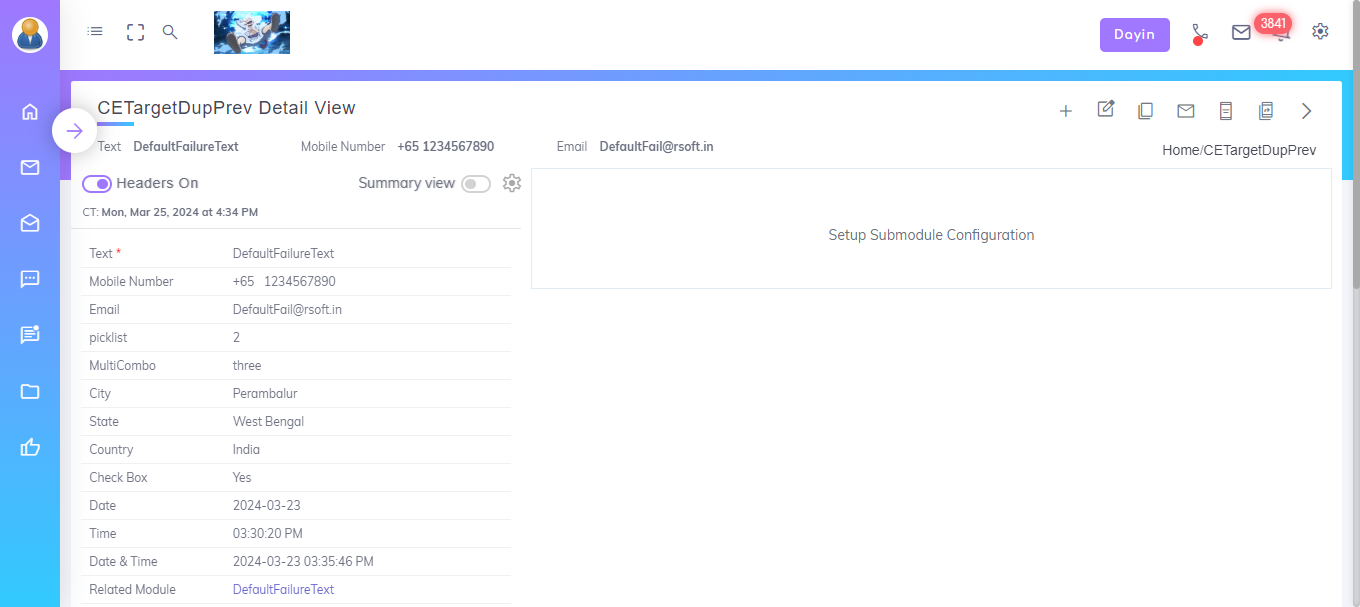 Dayin
3841
CETargetDupPrev Detail View
Text DefaultFailureText Mobile Number +65 1234567890 Email DefaultFail@rsoft.in
Home/CETargetDupPrev
Headers On Summary view
CT: Mon, Mar 25, 2024 at 4:34 PM
Setup Submodule Configuration
Text * DefaultFailureText
Mobile Number +65 1234567890
Email DefaultFail@rsoft.in
picklist 2
MultiCombo three
City Perambalur
State West Bengal
Country India
Check Box Yes
Date 2024-03-23
Time 03:30:20 PM
Date & Time 2024-03-23 03:35:46 PM
Related Module DefaultFailureText